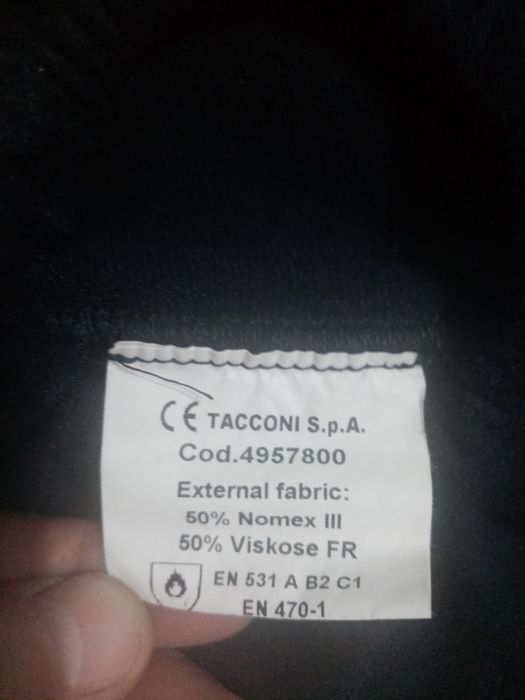 CE TACCONI S.p.A.
Cod.4957800
External fabric:
50% Nomex III
50% Viskose FR
EN 531 A B2 C1
EN 470-1